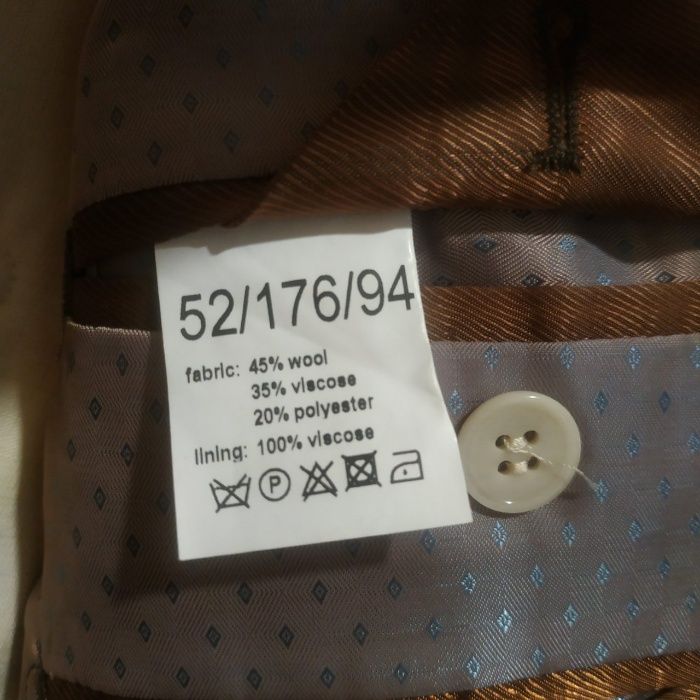 52/176/94
fabric: 45% wool
35% viscose
20% polyester
lining: 100% viscose
P